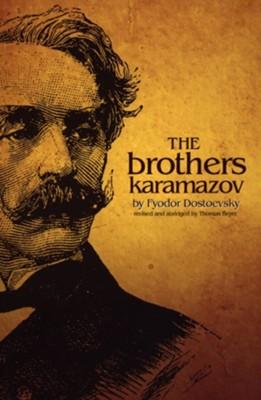 THE
brothers
karamazov
by Fyodor Dostoevsky
revised and abridged by Thomas Beyer